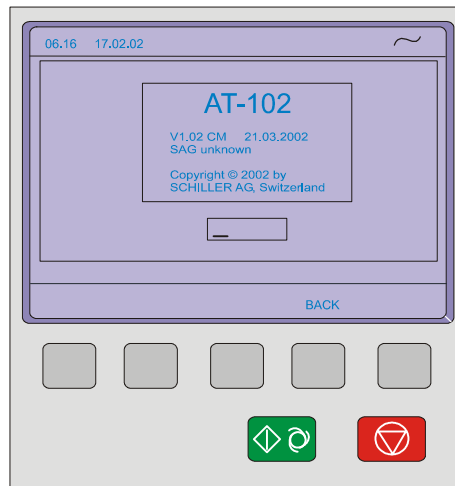 06.16 17.02.02
AT-102
V1.02 CM 21.03.2002
SAG unknown
Copyright © 2002 by
SCHILLER AG, Switzerland
BACK